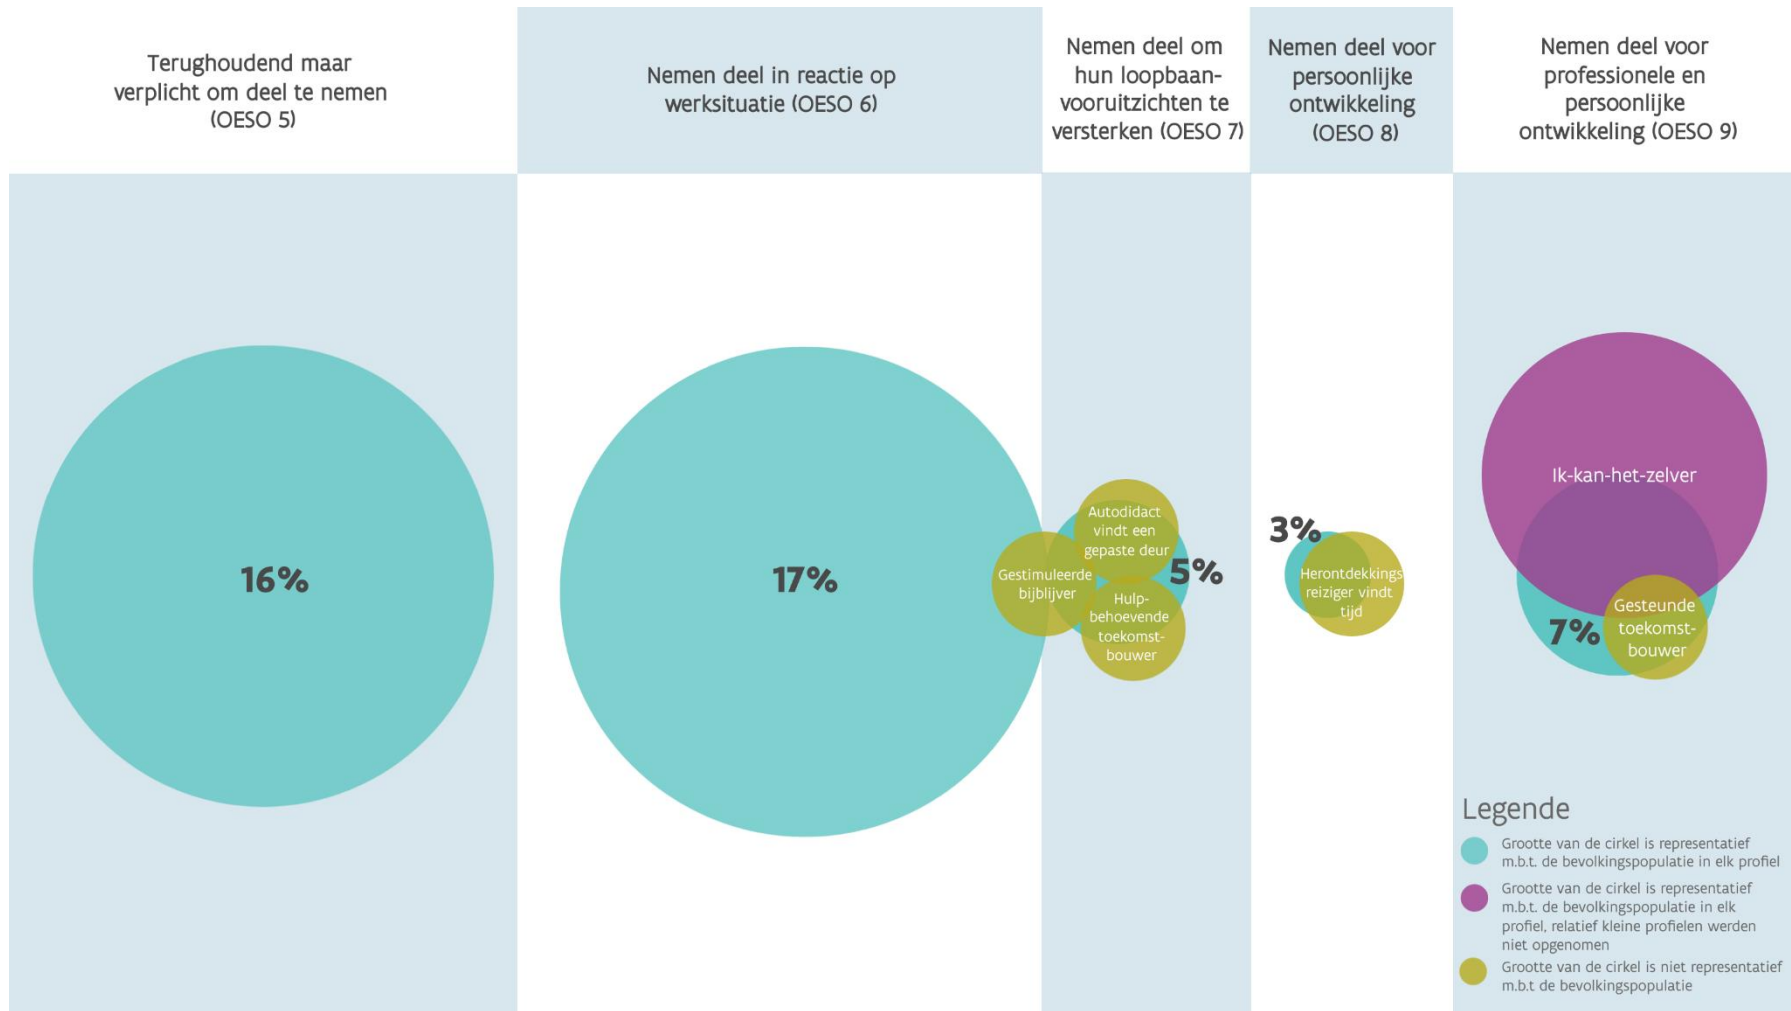 Terughoudend maar
verplicht om deel te nemen
(OESO 5)
Nemen deel in reactie op
werksituatie (OESO 6)
Nemen deel om
hun loopbaan-
vooruitzichten te
versterken (OESO 7)
Nemen deel voor
persoonlijke
ontwikkeling
(OESO 8)
Nemen deel voor
professionele en
persoonlijke
ontwikkeling (OESO 9)
16%
17%
Gestimuleerde
bijblijver
Autodidact
vindt een
gepaste deur
5%
Hulp-
behoevende
toekomst-
bouwer
3%
Herontdekkings
reiziger vindt
tijd
Ik-kan-het-zelver
7%
Gesteunde
toekomst-
bouwer
Legende
Grootte van de cirkel is representatief
m.b.t. de bevolkingspopulatie in elk profiel
Grootte van de cirkel is representatief
m.b.t. de bevolkingspopulatie in elk
profiel, relatief kleine profielen werden
niet opgenomen
Grootte van de cirkel is niet representatief
m.b.t de bevolkingspopulatie